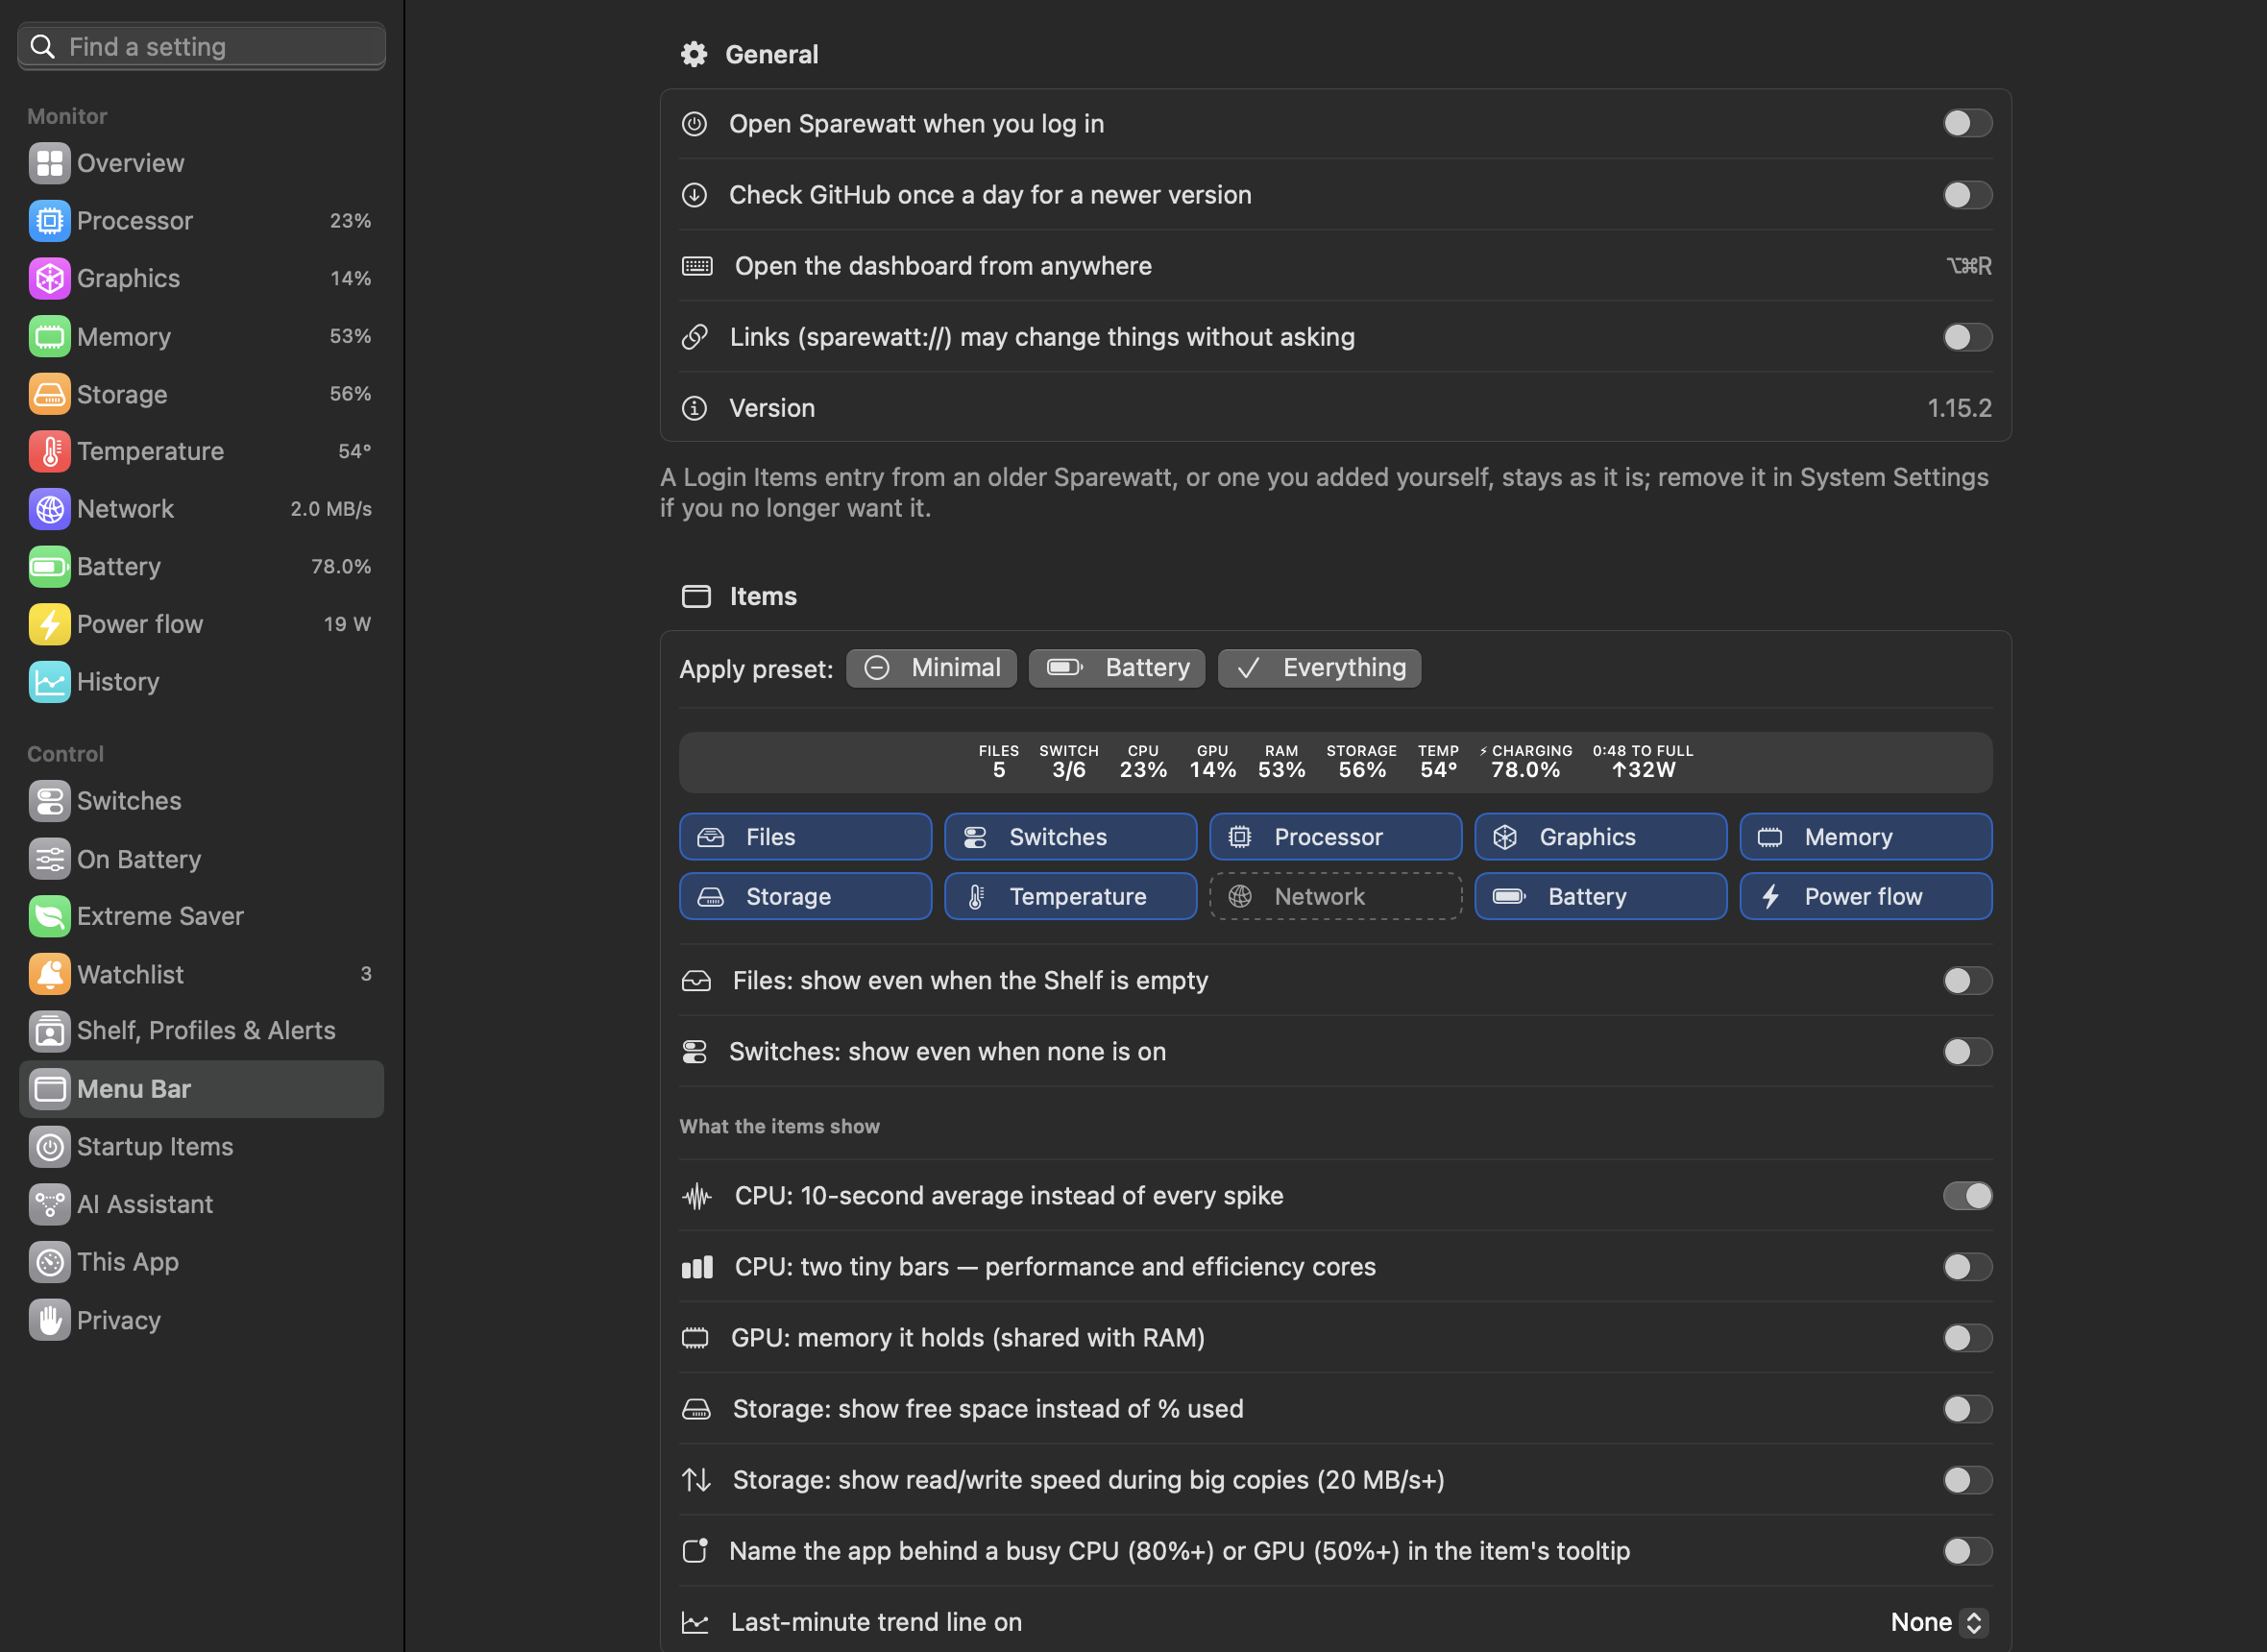 Find a setting
Monitor
Overview
Processor 23%
Graphics 14%
Memory 53%
Storage 56%
Temperature 54°
Network 2.0 MB/s
Battery 78.0%
Power flow 19 W
History
Control
Switches
On Battery
Extreme Saver
Watchlist 3
Shelf, Profiles & Alerts
Menu Bar
Startup Items
AI Assistant
This App
Privacy
General
Open Sparewatt when you log in
Check GitHub once a day for a newer version
Open the dashboard from anywhere ⌥⌘R
Links (sparewatt://) may change things without asking
Version 1.15.2
A Login Items entry from an older Sparewatt, or one you added yourself, stays as it is; remove it in System Settings
if you no longer want it.
Items
Apply preset: Minimal Battery Everything
FILES SWITCH CPU GPU RAM STORAGE TEMP ⚡ CHARGING 0:48 TO FULL
5 3/6 23% 14% 53% 56% 54° 78.0% ↑32W
Files Switches Processor Graphics Memory
Storage Temperature Network Battery Power flow
Files: show even when the Shelf is empty
Switches: show even when none is on
What the items show
CPU: 10-second average instead of every spike
CPU: two tiny bars — performance and efficiency cores
GPU: memory it holds (shared with RAM)
Storage: show free space instead of % used
Storage: show read/write speed during big copies (20 MB/s+)
Name the app behind a busy CPU (80%+) or GPU (50%+) in the item's tooltip
Last-minute trend line on None